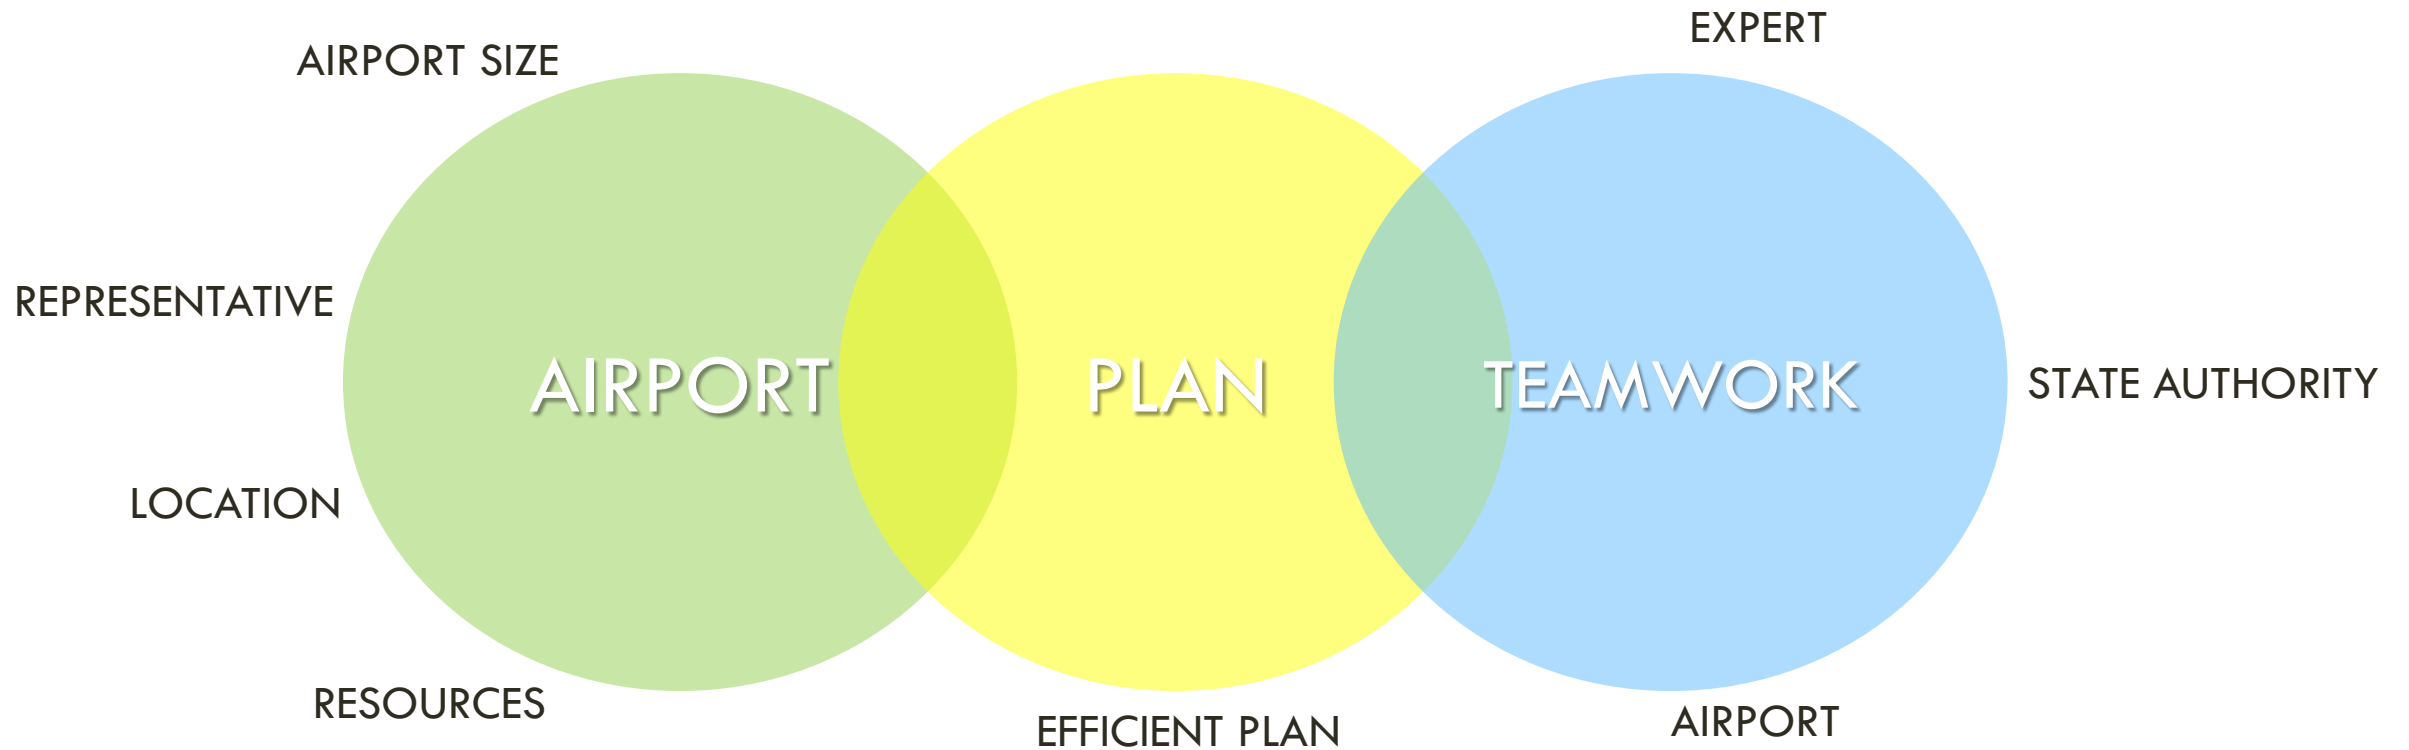 EXPERT
AIRPORT SIZE
REPRESENTATIVE
AIRPORT
PLAN
TEAMWORK
STATE AUTHORITY
LOCATION
RESOURCES
EFFICIENT PLAN
AIRPORT